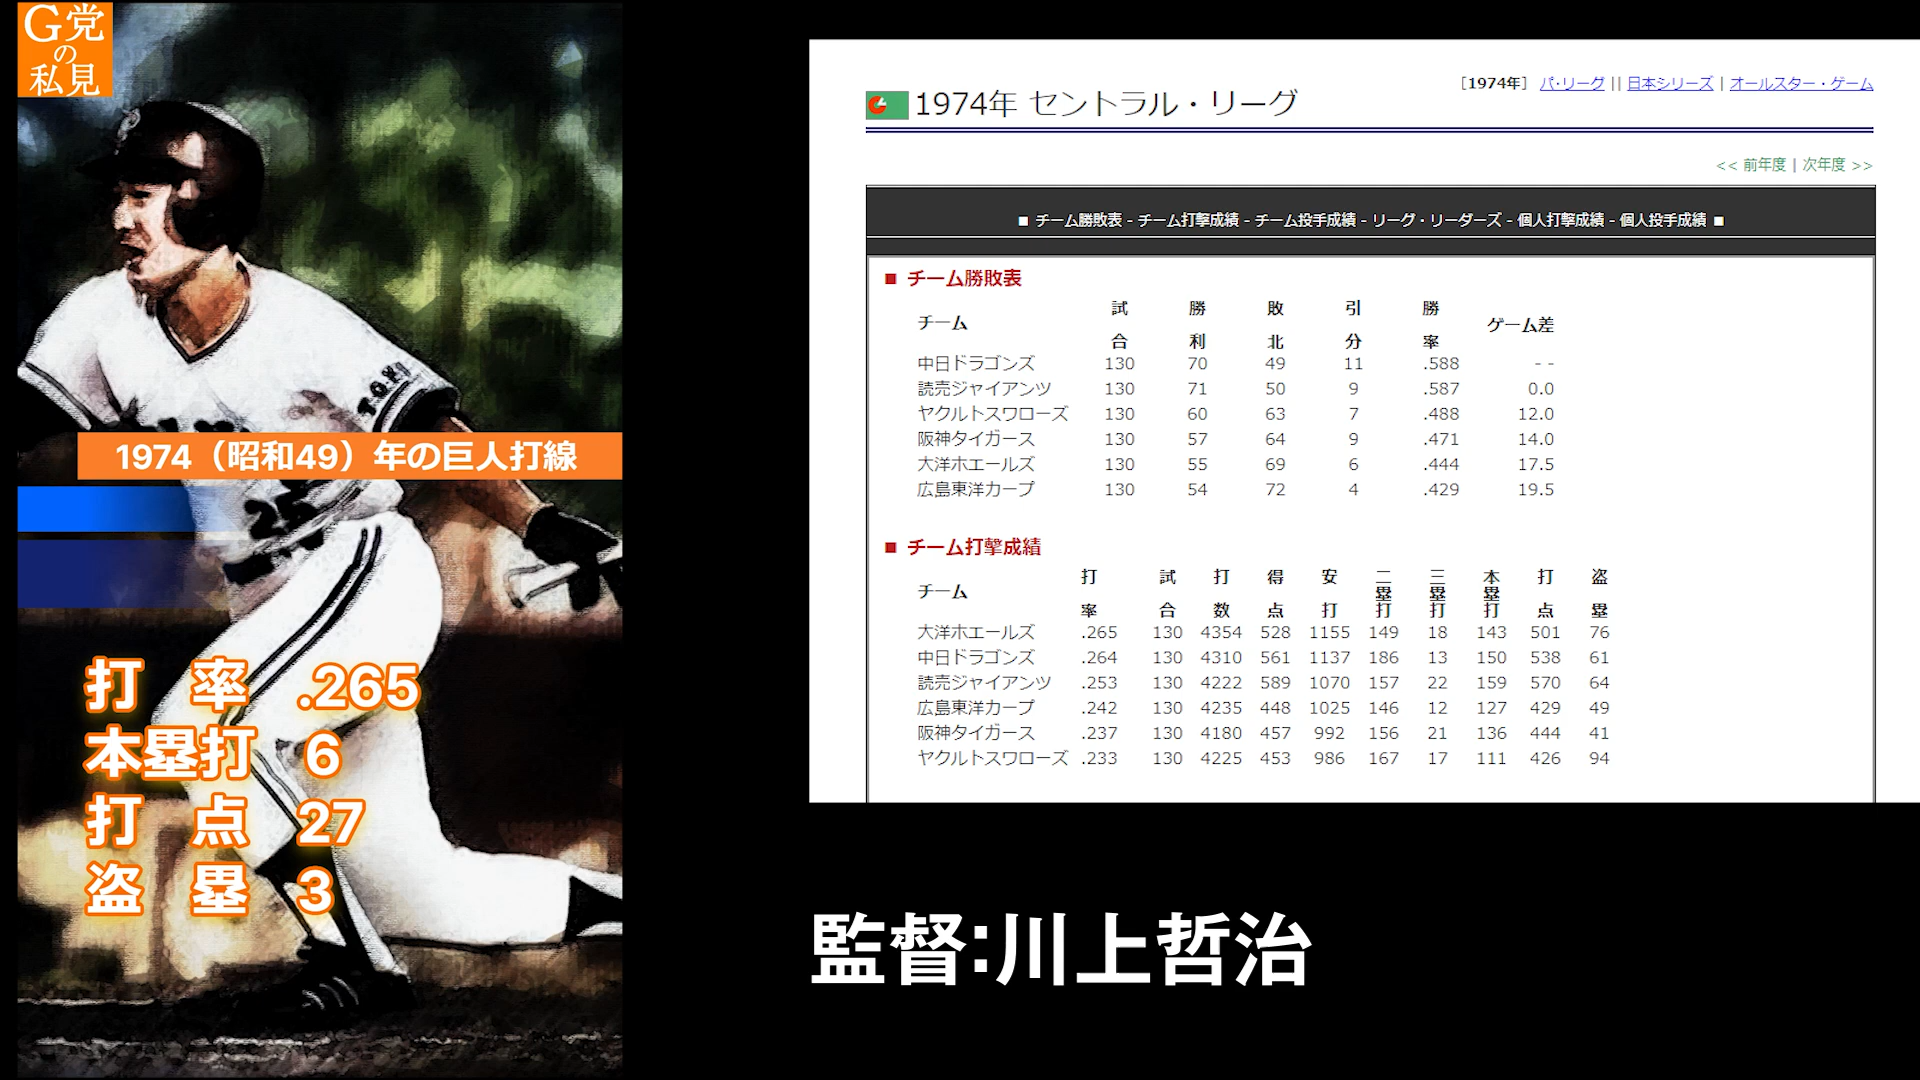 G党
の
私見
1974（昭和49）年の巨人打線
25
打率 .265
本塁打 6
打点 27
盗塁 3
1974年 セントラル・リーグ
［1974年］ パ・リーグ || 日本シリーズ | オールスター・ゲーム
<< 前年度 | 次年度 >>
■ チーム勝敗表 - チーム打撃成績 - チーム投手成績 - リーグ・リーダーズ - 個人打撃成績 - 個人投手成績 ■
■ チーム勝敗表
チーム 試合 勝利 敗北 引分 勝率 ゲーム差
中日ドラゴンズ 130 70 49 11 .588 - -
読売ジャイアンツ 130 71 50 9 .587 0.0
ヤクルトスワローズ 130 60 63 7 .488 12.0
阪神タイガース 130 57 64 9 .471 14.0
大洋ホエールズ 130 55 69 6 .444 17.5
広島東洋カープ 130 54 72 4 .429 19.5
■ チーム打撃成績
チーム 打率 試合 打数 得点 安打 二塁打 三塁打 本塁打 打点 盗塁
大洋ホエールズ .265 130 4354 528 1155 149 18 143 501 76
中日ドラゴンズ .264 130 4310 561 1137 186 13 150 538 61
読売ジャイアンツ .253 130 4222 589 1070 157 22 159 570 64
広島東洋カープ .242 130 4235 448 1025 146 12 127 429 49
阪神タイガース .237 130 4180 457 992 156 21 136 444 41
ヤクルトスワローズ .233 130 4225 453 986 167 17 111 426 94
監督:川上哲治